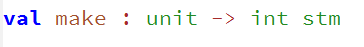 val make : unit -> int stm